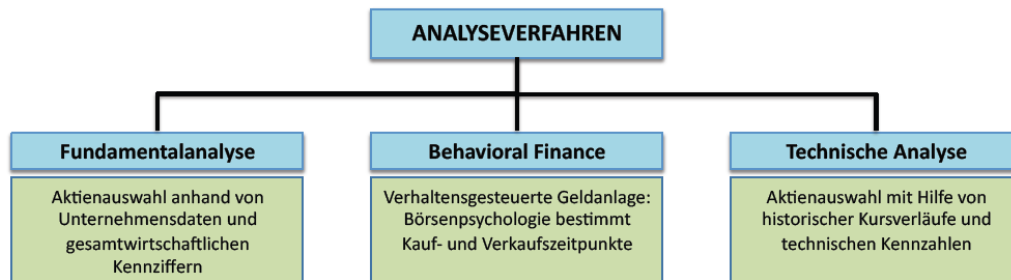 ANALYSEVERFAHREN
Fundamentalanalyse
Aktienauswahl anhand von
Unternehmensdaten und
gesamtwirtschaftlichen
Kennziffern
Behavioral Finance
Verhaltensgesteuerte Geldanlage:
Börsenpsychologie bestimmt
Kauf- und Verkaufszeitpunkte
Technische Analyse
Aktienauswahl mit Hilfe von
historischer Kursverläufe und
technischen Kennzahlen